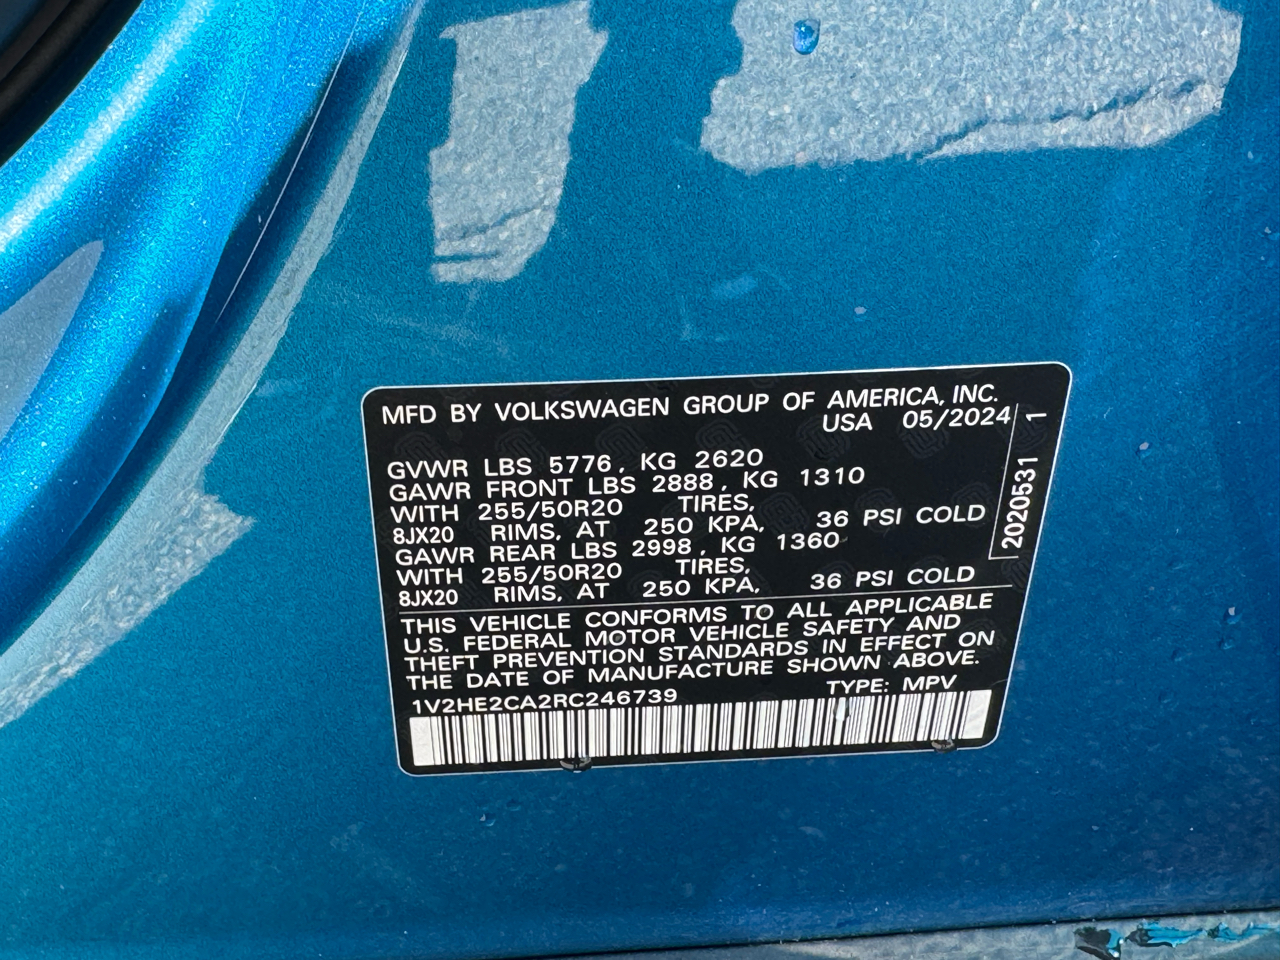 MFD BY VOLKSWAGEN GROUP OF AMERICA, INC.
USA 05/2024
GVWR LBS 5776, KG 2620
GAWR FRONT LBS 2888, KG 1310
WITH 255/50R20 TIRES,
8JX20 RIMS, AT 250 KPA, 36 PSI COLD
GAWR REAR LBS 2998, KG 1360
WITH 255/50R20 TIRES,
8JX20 RIMS, AT 250 KPA, 36 PSI COLD
THIS VEHICLE CONFORMS TO ALL APPLICABLE
U.S. FEDERAL MOTOR VEHICLE SAFETY AND
THEFT PREVENTION STANDARDS IN EFFECT ON
THE DATE OF MANUFACTURE SHOWN ABOVE.
1V2HE2CA2RC246739 TYPE: MPV
2020531 1